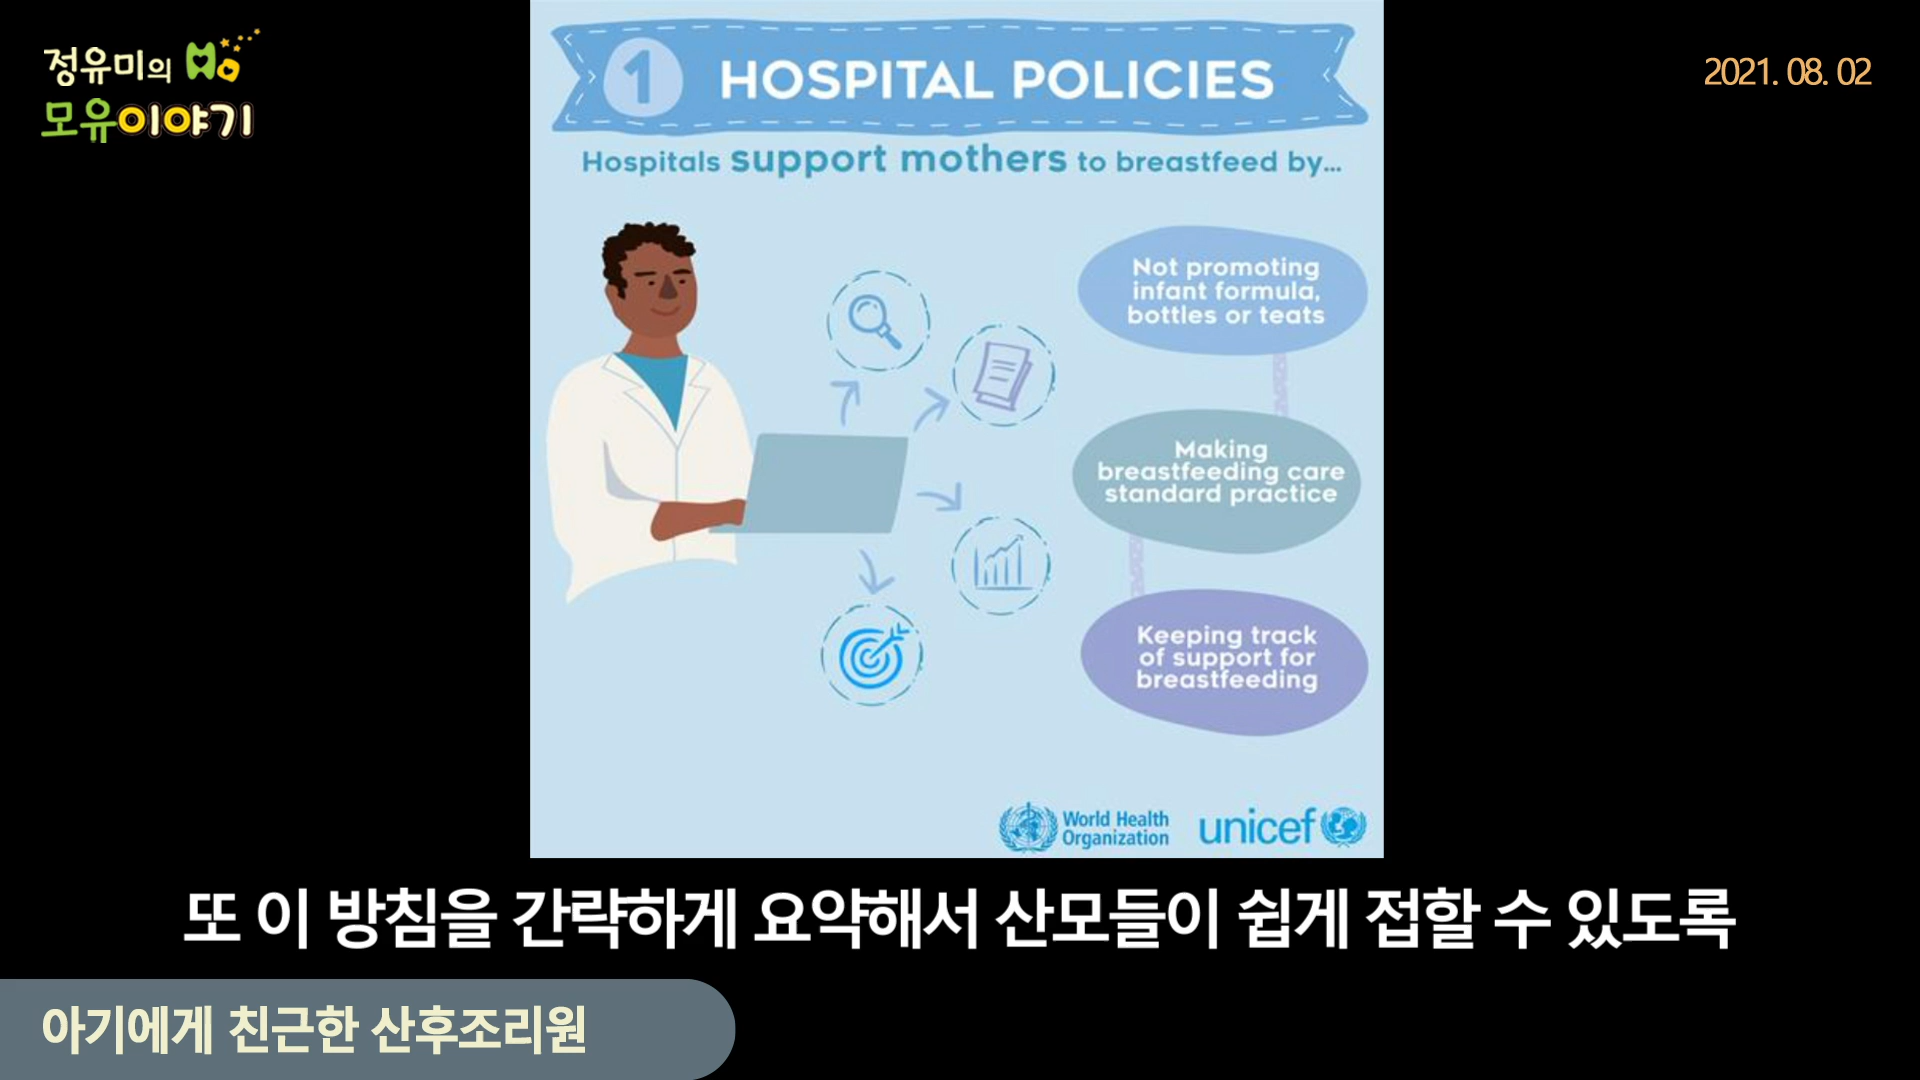 정유미의 Mo
모유이야기
2021. 08. 02
1 HOSPITAL POLICIES
Hospitals support mothers to breastfeed by...
Not promoting
infant formula,
bottles or teats
Making
breastfeeding care
standard practice
Keeping track
of support for
breastfeeding
World Health
Organization
unicef
또 이 방침을 간략하게 요약해서 산모들이 쉽게 접할 수 있도록
아기에게 친근한 산후조리원